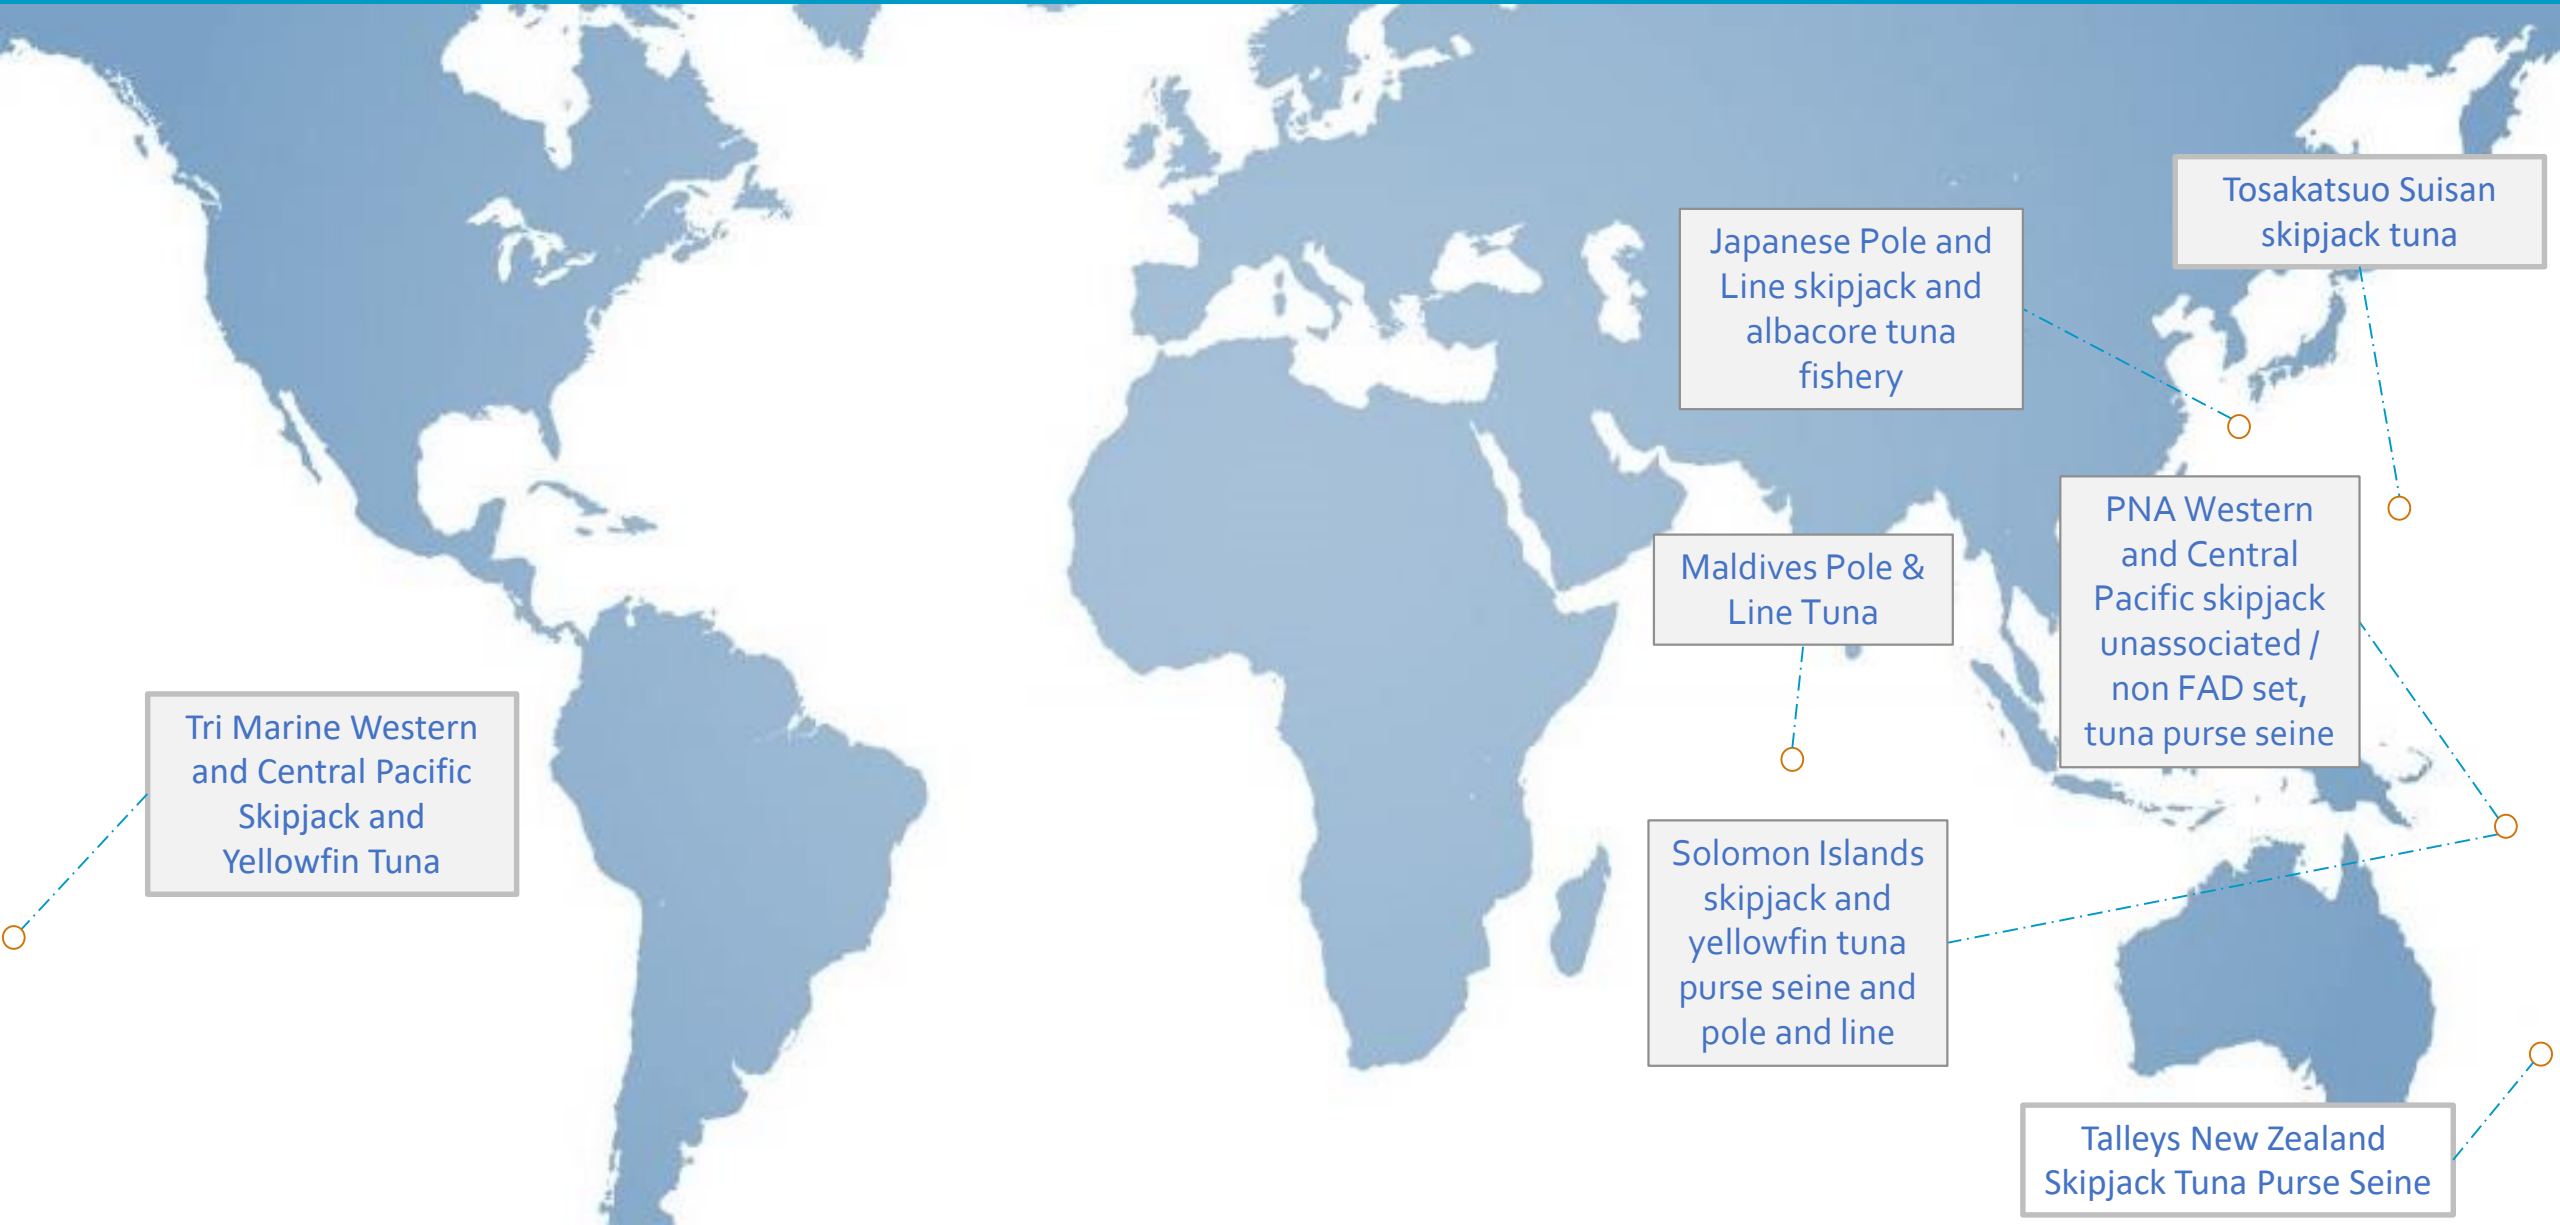 Tosakatsuo Suisan
skipjack tuna
Japanese Pole and
Line skipjack and
albacore tuna
fishery
PNA Western
and Central
Pacific skipjack
unassociated /
non FAD set,
tuna purse seine
Maldives Pole &
Line Tuna
Tri Marine Western
and Central Pacific
Skipjack and
Yellowfin Tuna
Solomon Islands
skipjack and
yellowfin tuna
purse seine and
pole and line
Talleys New Zealand
Skipjack Tuna Purse Seine